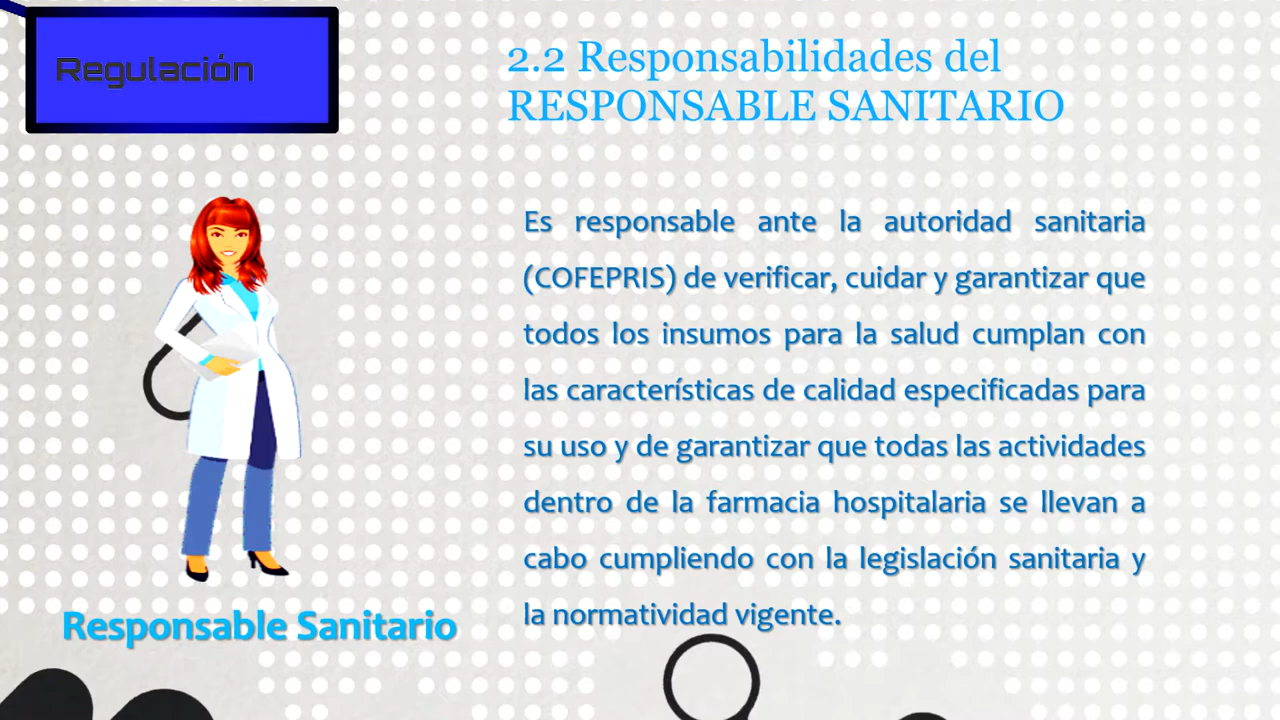 Regulación
2.2 Responsabilidades del
RESPONSABLE SANITARIO
Es responsable ante la autoridad sanitaria
(COFEPRIS) de verificar, cuidar y garantizar que
todos los insumos para la salud cumplan con
las características de calidad especificadas para
su uso y de garantizar que todas las actividades
dentro de la farmacia hospitalaria se llevan a
cabo cumpliendo con la legislación sanitaria y
la normatividad vigente.
Responsable Sanitario